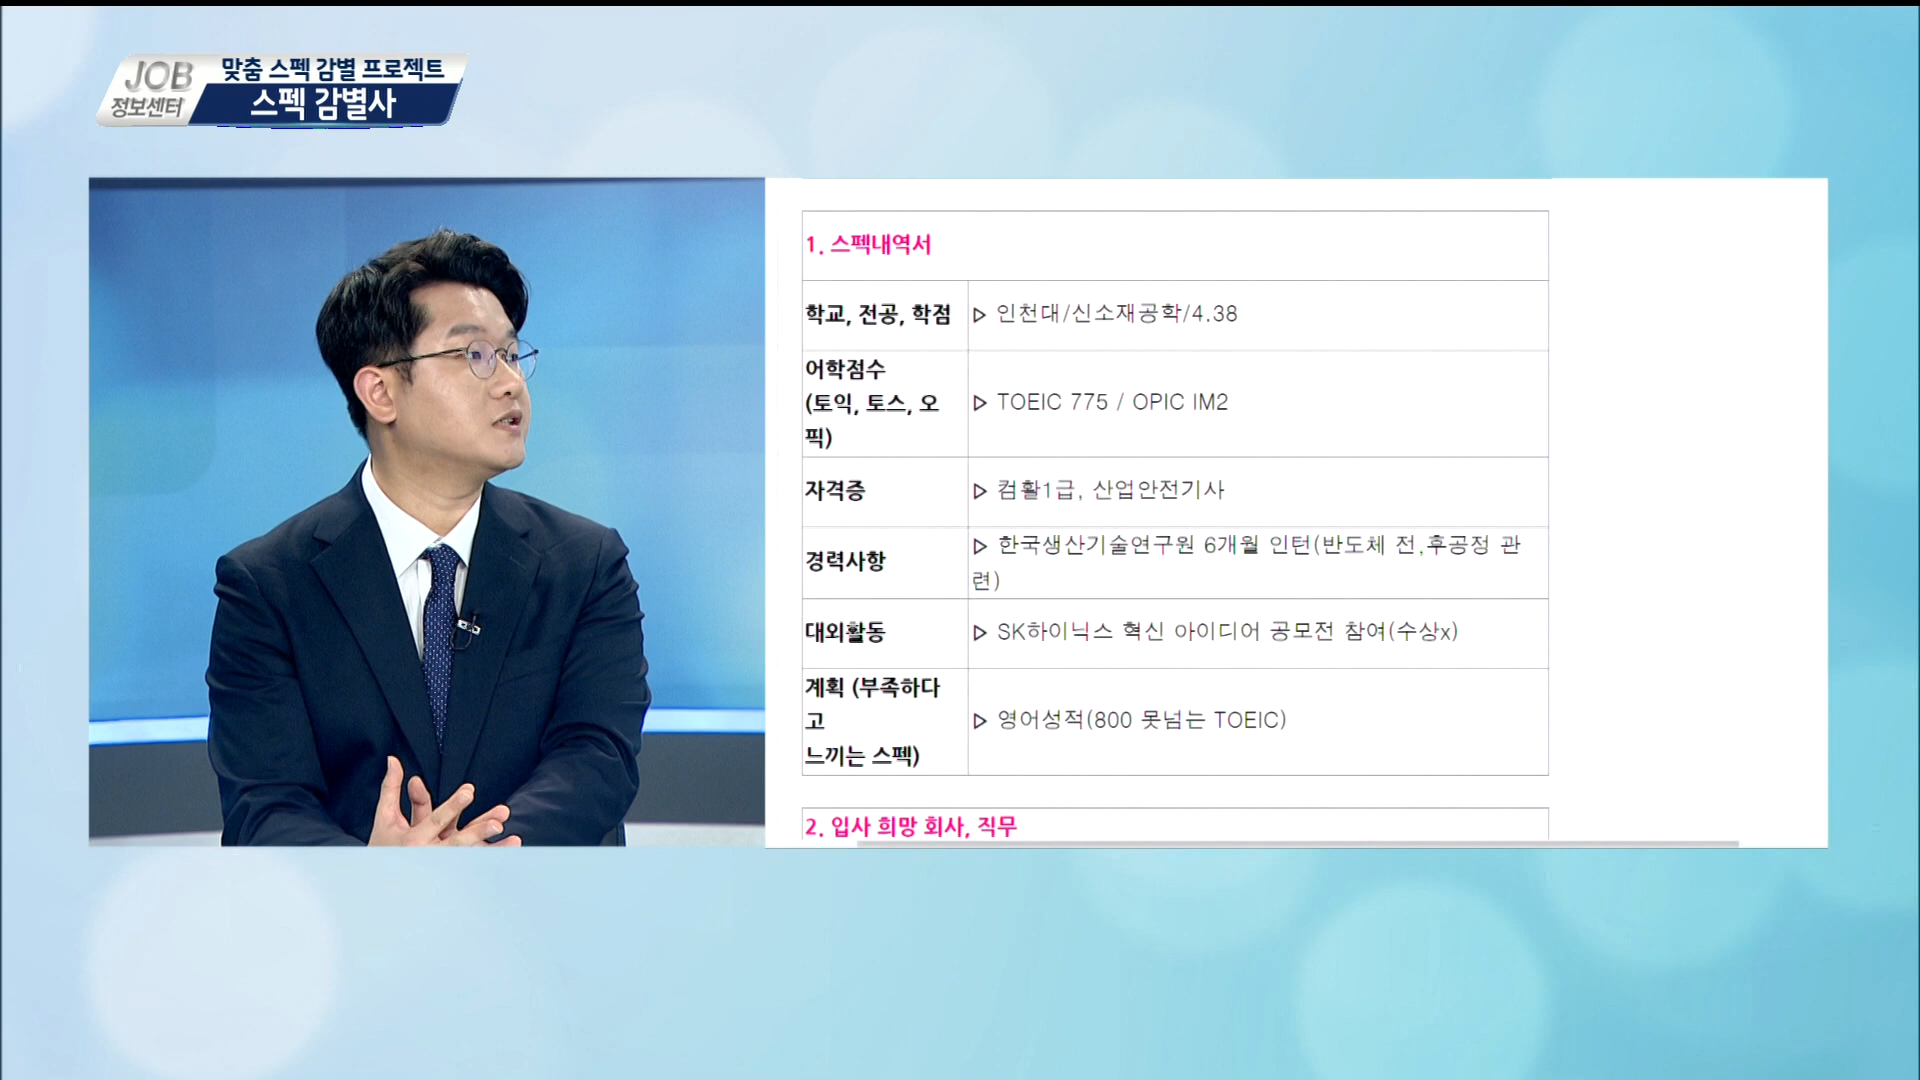 JOB
정보센터
맞춤 스펙 감별 프로젝트
스펙 감별사
1. 스펙내역서
학교, 전공, 학점
▷ 인천대/신소재공학/4.38
어학점수
(토익, 토스, 오
픽)
▷ TOEIC 775 / OPIC IM2
자격증
▷ 컴활1급, 산업안전기사
경력사항
▷ 한국생산기술연구원 6개월 인턴(반도체 전,후공정 관
련)
대외활동
▷ SK하이닉스 혁신 아이디어 공모전 참여(수상x)
계획 (부족하다
고
느끼는 스펙)
▷ 영어성적(800 못넘는 TOEIC)
2. 입사 희망 회사, 직무